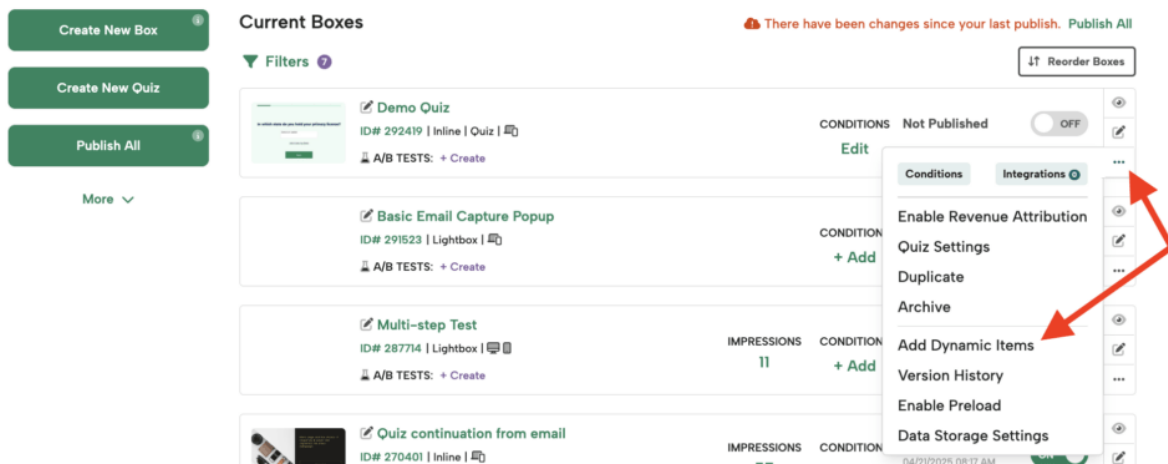 Create New Box
Create New Quiz
Publish All
More
Current Boxes
There have been changes since your last publish. Publish All
Filters 7
Reorder Boxes
Demo Quiz
ID# 292419 | Inline | Quiz |
A/B TESTS: + Create
CONDITIONS
Edit
Not Published
OFF
Conditions
Integrations 0
Enable Revenue Attribution
Quiz Settings
Duplicate
Archive
Add Dynamic Items
Version History
Enable Preload
Data Storage Settings
Basic Email Capture Popup
ID# 291523 | Lightbox |
A/B TESTS: + Create
CONDITION
+ Add
Multi-step Test
ID# 287714 | Lightbox |
A/B TESTS: + Create
IMPRESSIONS
11
CONDITION
+ Add
Quiz continuation from email
ID# 270401 | Inline |
IMPRESSIONS
CONDITION
04/21/2025 08:17 AM
ON